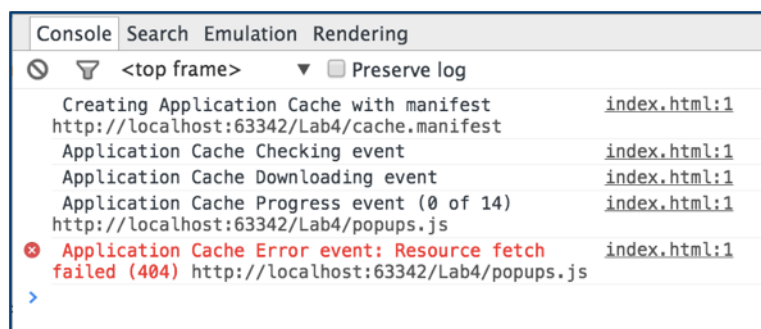 Console Search Emulation Rendering
<top frame> ▼ Preserve log
Creating Application Cache with manifest index.html:1
http://localhost:63342/Lab4/cache.manifest
Application Cache Checking event index.html:1
Application Cache Downloading event index.html:1
Application Cache Progress event (0 of 14) index.html:1
http://localhost:63342/Lab4/popups.js
Application Cache Error event: Resource fetch index.html:1
failed (404) http://localhost:63342/Lab4/popups.js
>